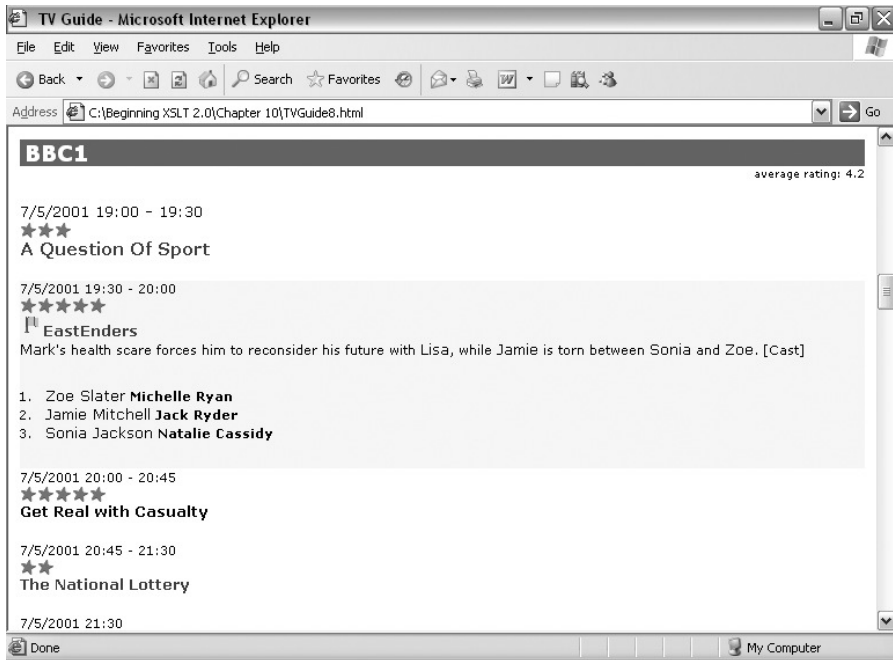 TV Guide - Microsoft Internet Explorer
File Edit View Favorites Tools Help
Back Search Favorites
Address C:\Beginning XSLT 2.0\Chapter 10\TVGuide8.html Go
BBC1
average rating: 4.2
7/5/2001 19:00 - 19:30
A Question Of Sport
7/5/2001 19:30 - 20:00
EastEnders
Mark's health scare forces him to reconsider his future with Lisa, while Jamie is torn between Sonia and Zoe. [Cast]
1. Zoe Slater Michelle Ryan
2. Jamie Mitchell Jack Ryder
3. Sonia Jackson Natalie Cassidy
7/5/2001 20:00 - 20:45
Get Real with Casualty
7/5/2001 20:45 - 21:30
The National Lottery
7/5/2001 21:30
Done My Computer